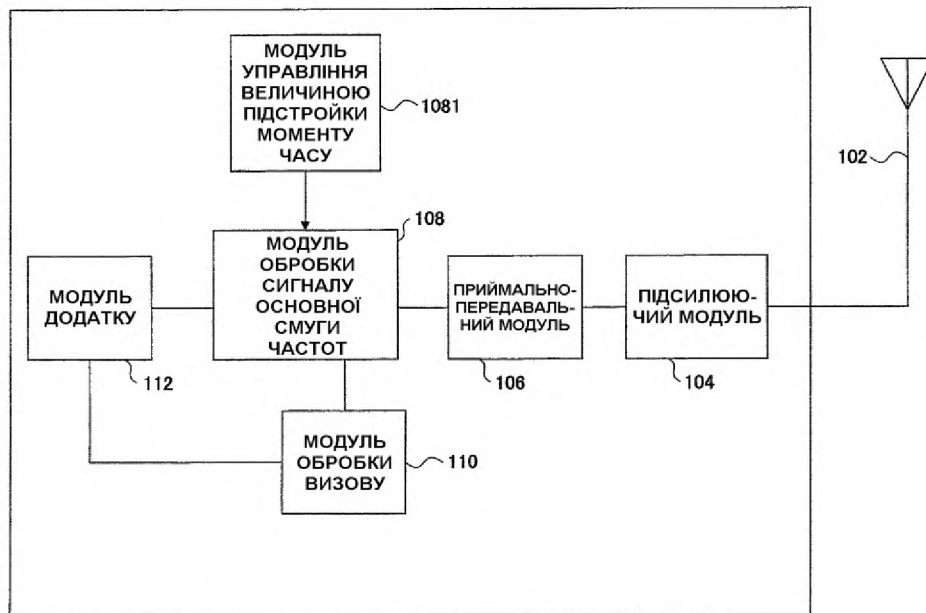 МОДУЛЬ
УПРАВЛІННЯ
ВЕЛИЧИНОЮ
ПІДСТРОЙКИ
МОМЕНТУ
ЧАСУ
1081
102
108
МОДУЛЬ
ОБРОБКИ
СИГНАЛУ
ОСНОВНОЇ
СМУГИ
ЧАСТОТ
МОДУЛЬ
ДОДАТКУ
112
ПРИЙМАЛЬНО-
ПЕРЕДАВАЛЬ-
НИЙ МОДУЛЬ
106
ПІДСИЛЮЮ-
ЧИЙ МОДУЛЬ
104
МОДУЛЬ
ОБРОБКИ
ВИЗОВУ
110